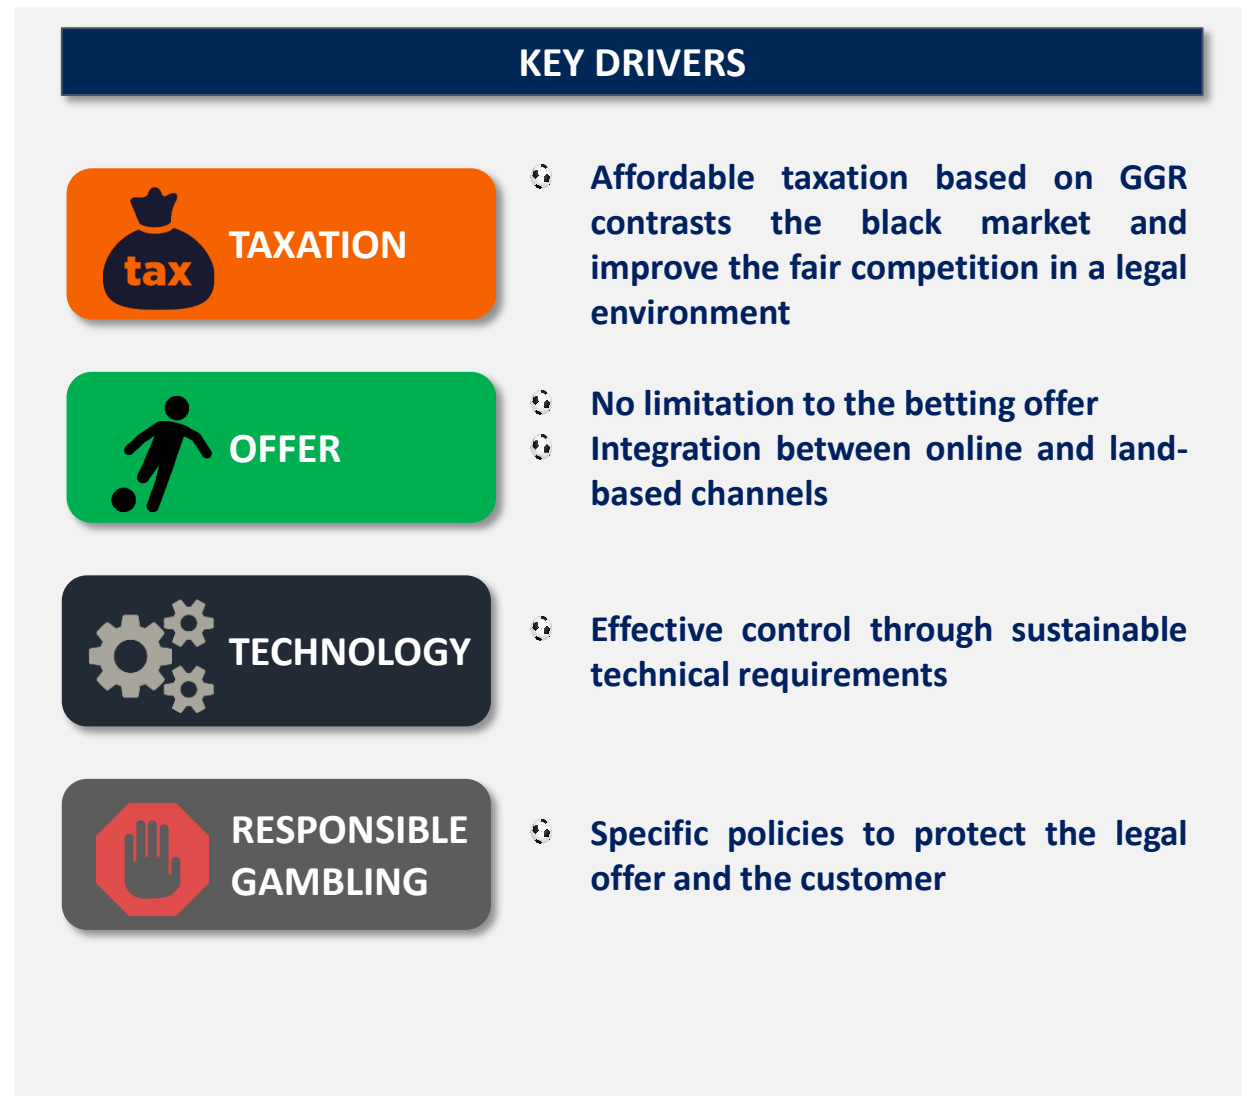 KEY DRIVERS
tax
TAXATION
Affordable taxation based on GGR
contrasts the black market and
improve the fair competition in a legal
environment
OFFER
No limitation to the betting offer
Integration between online and land-
based channels
TECHNOLOGY
Effective control through sustainable
technical requirements
RESPONSIBLE
GAMBLING
Specific policies to protect the legal
offer and the customer